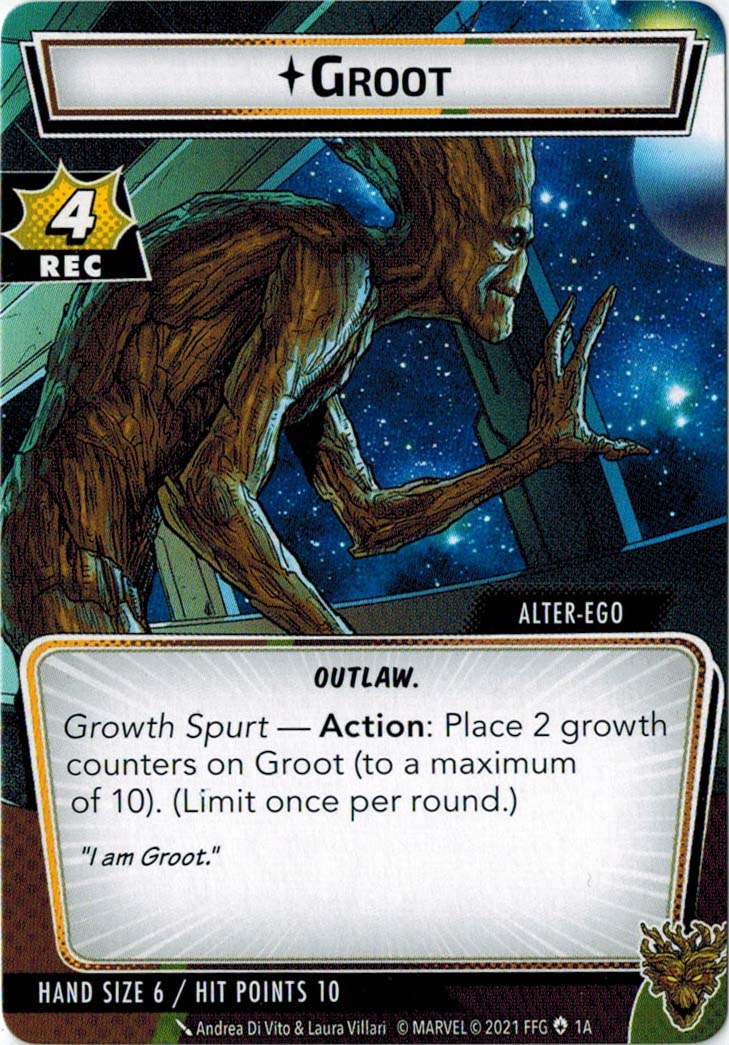 GROOT
4
REC
ALTER-EGO
OUTLAW.
Growth Spurt — Action: Place 2 growth
counters on Groot (to a maximum
of 10). (Limit once per round.)
"I am Groot."
HAND SIZE 6 / HIT POINTS 10
Andrea Di Vito & Laura Villari © MARVEL © 2021 FFG 1A